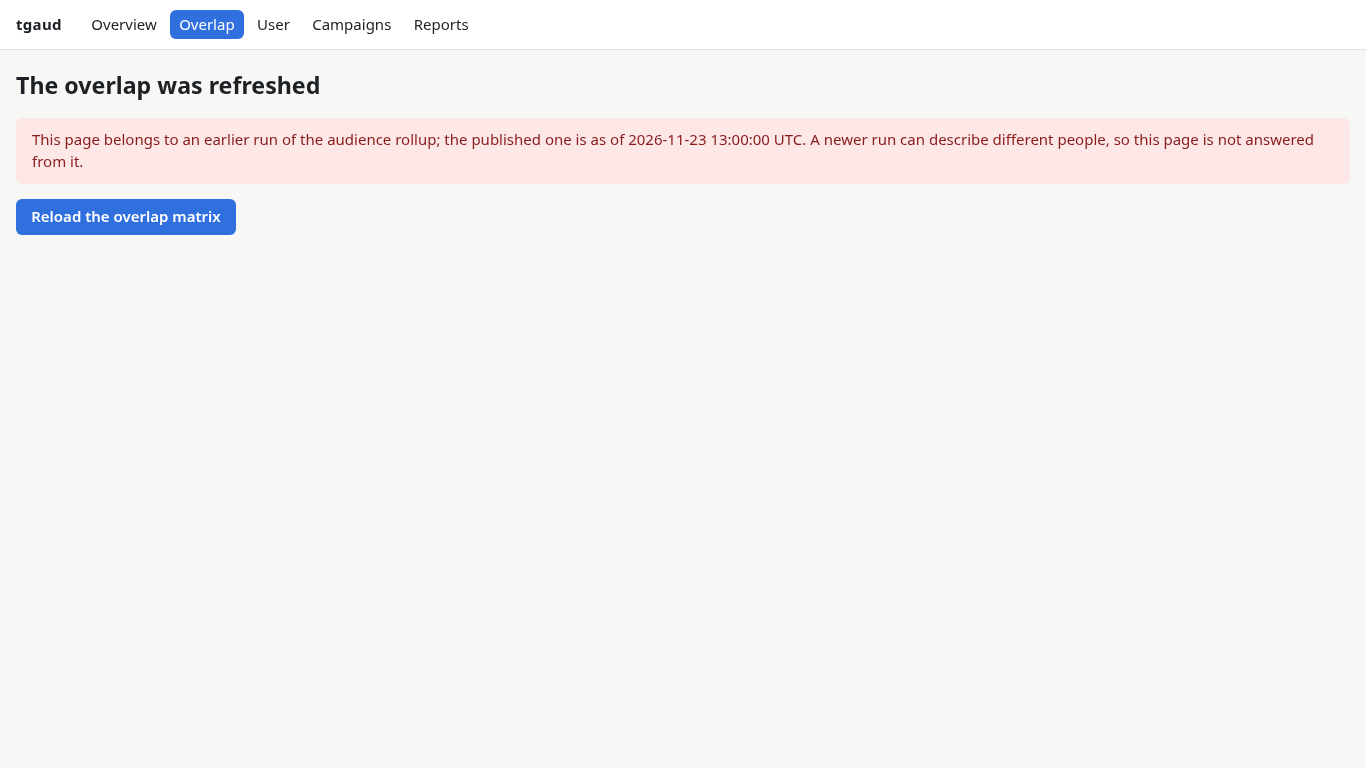 tgaud Overview Overlap User Campaigns Reports
The overlap was refreshed
This page belongs to an earlier run of the audience rollup; the published one is as of 2026-11-23 13:00:00 UTC. A newer run can describe different people, so this page is not answered
from it.
Reload the overlap matrix